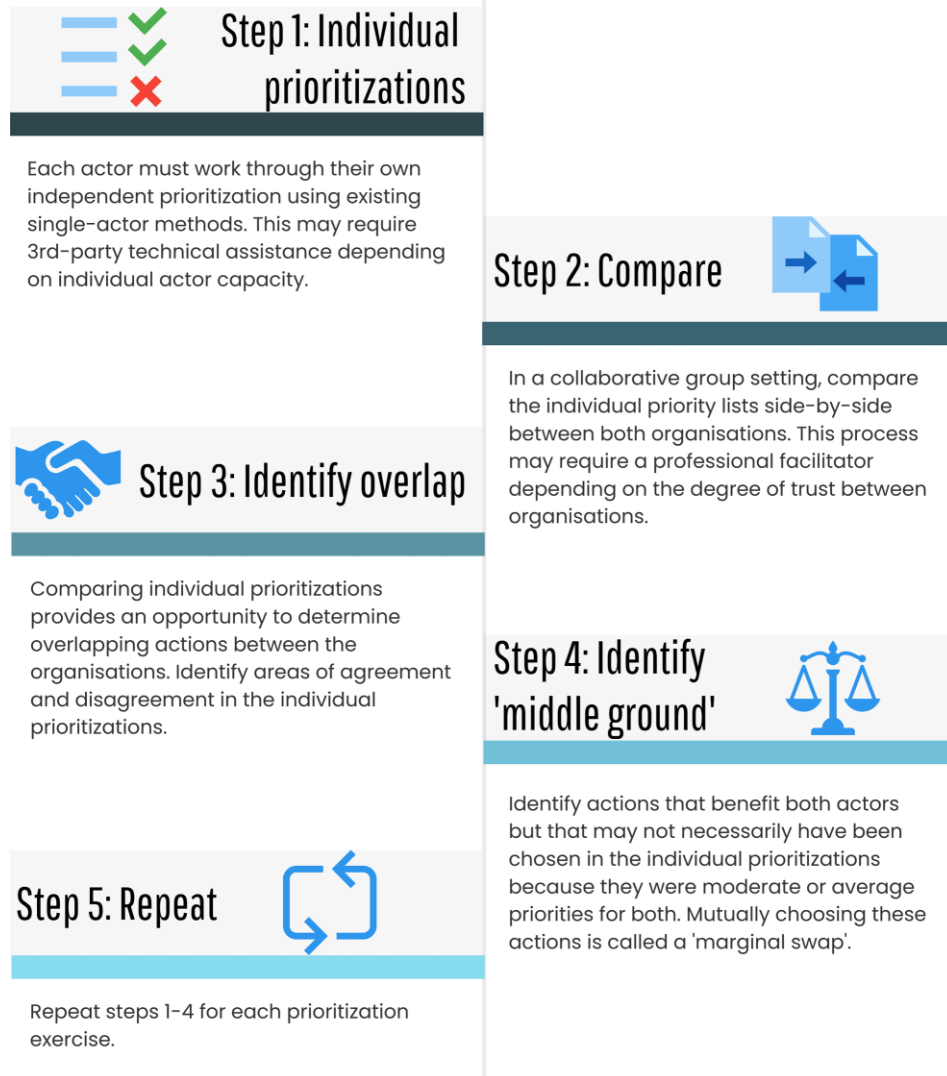 Step 1: Individual
prioritizations
Each actor must work through their own
independent prioritization using existing
single-actor methods. This may require
3rd-party technical assistance depending
on individual actor capacity.
Step 2: Compare
In a collaborative group setting, compare
the individual priority lists side-by-side
between both organisations. This process
may require a professional facilitator
depending on the degree of trust between
organisations.
Step 3: Identify overlap
Comparing individual prioritizations
provides an opportunity to determine
overlapping actions between the
organisations. Identify areas of agreement
and disagreement in the individual
prioritizations.
Step 4: Identify
'middle ground'
Identify actions that benefit both actors
but that may not necessarily have been
chosen in the individual prioritizations
because they were moderate or average
priorities for both. Mutually choosing these
actions is called a 'marginal swap'.
Step 5: Repeat
Repeat steps 1-4 for each prioritization
exercise.